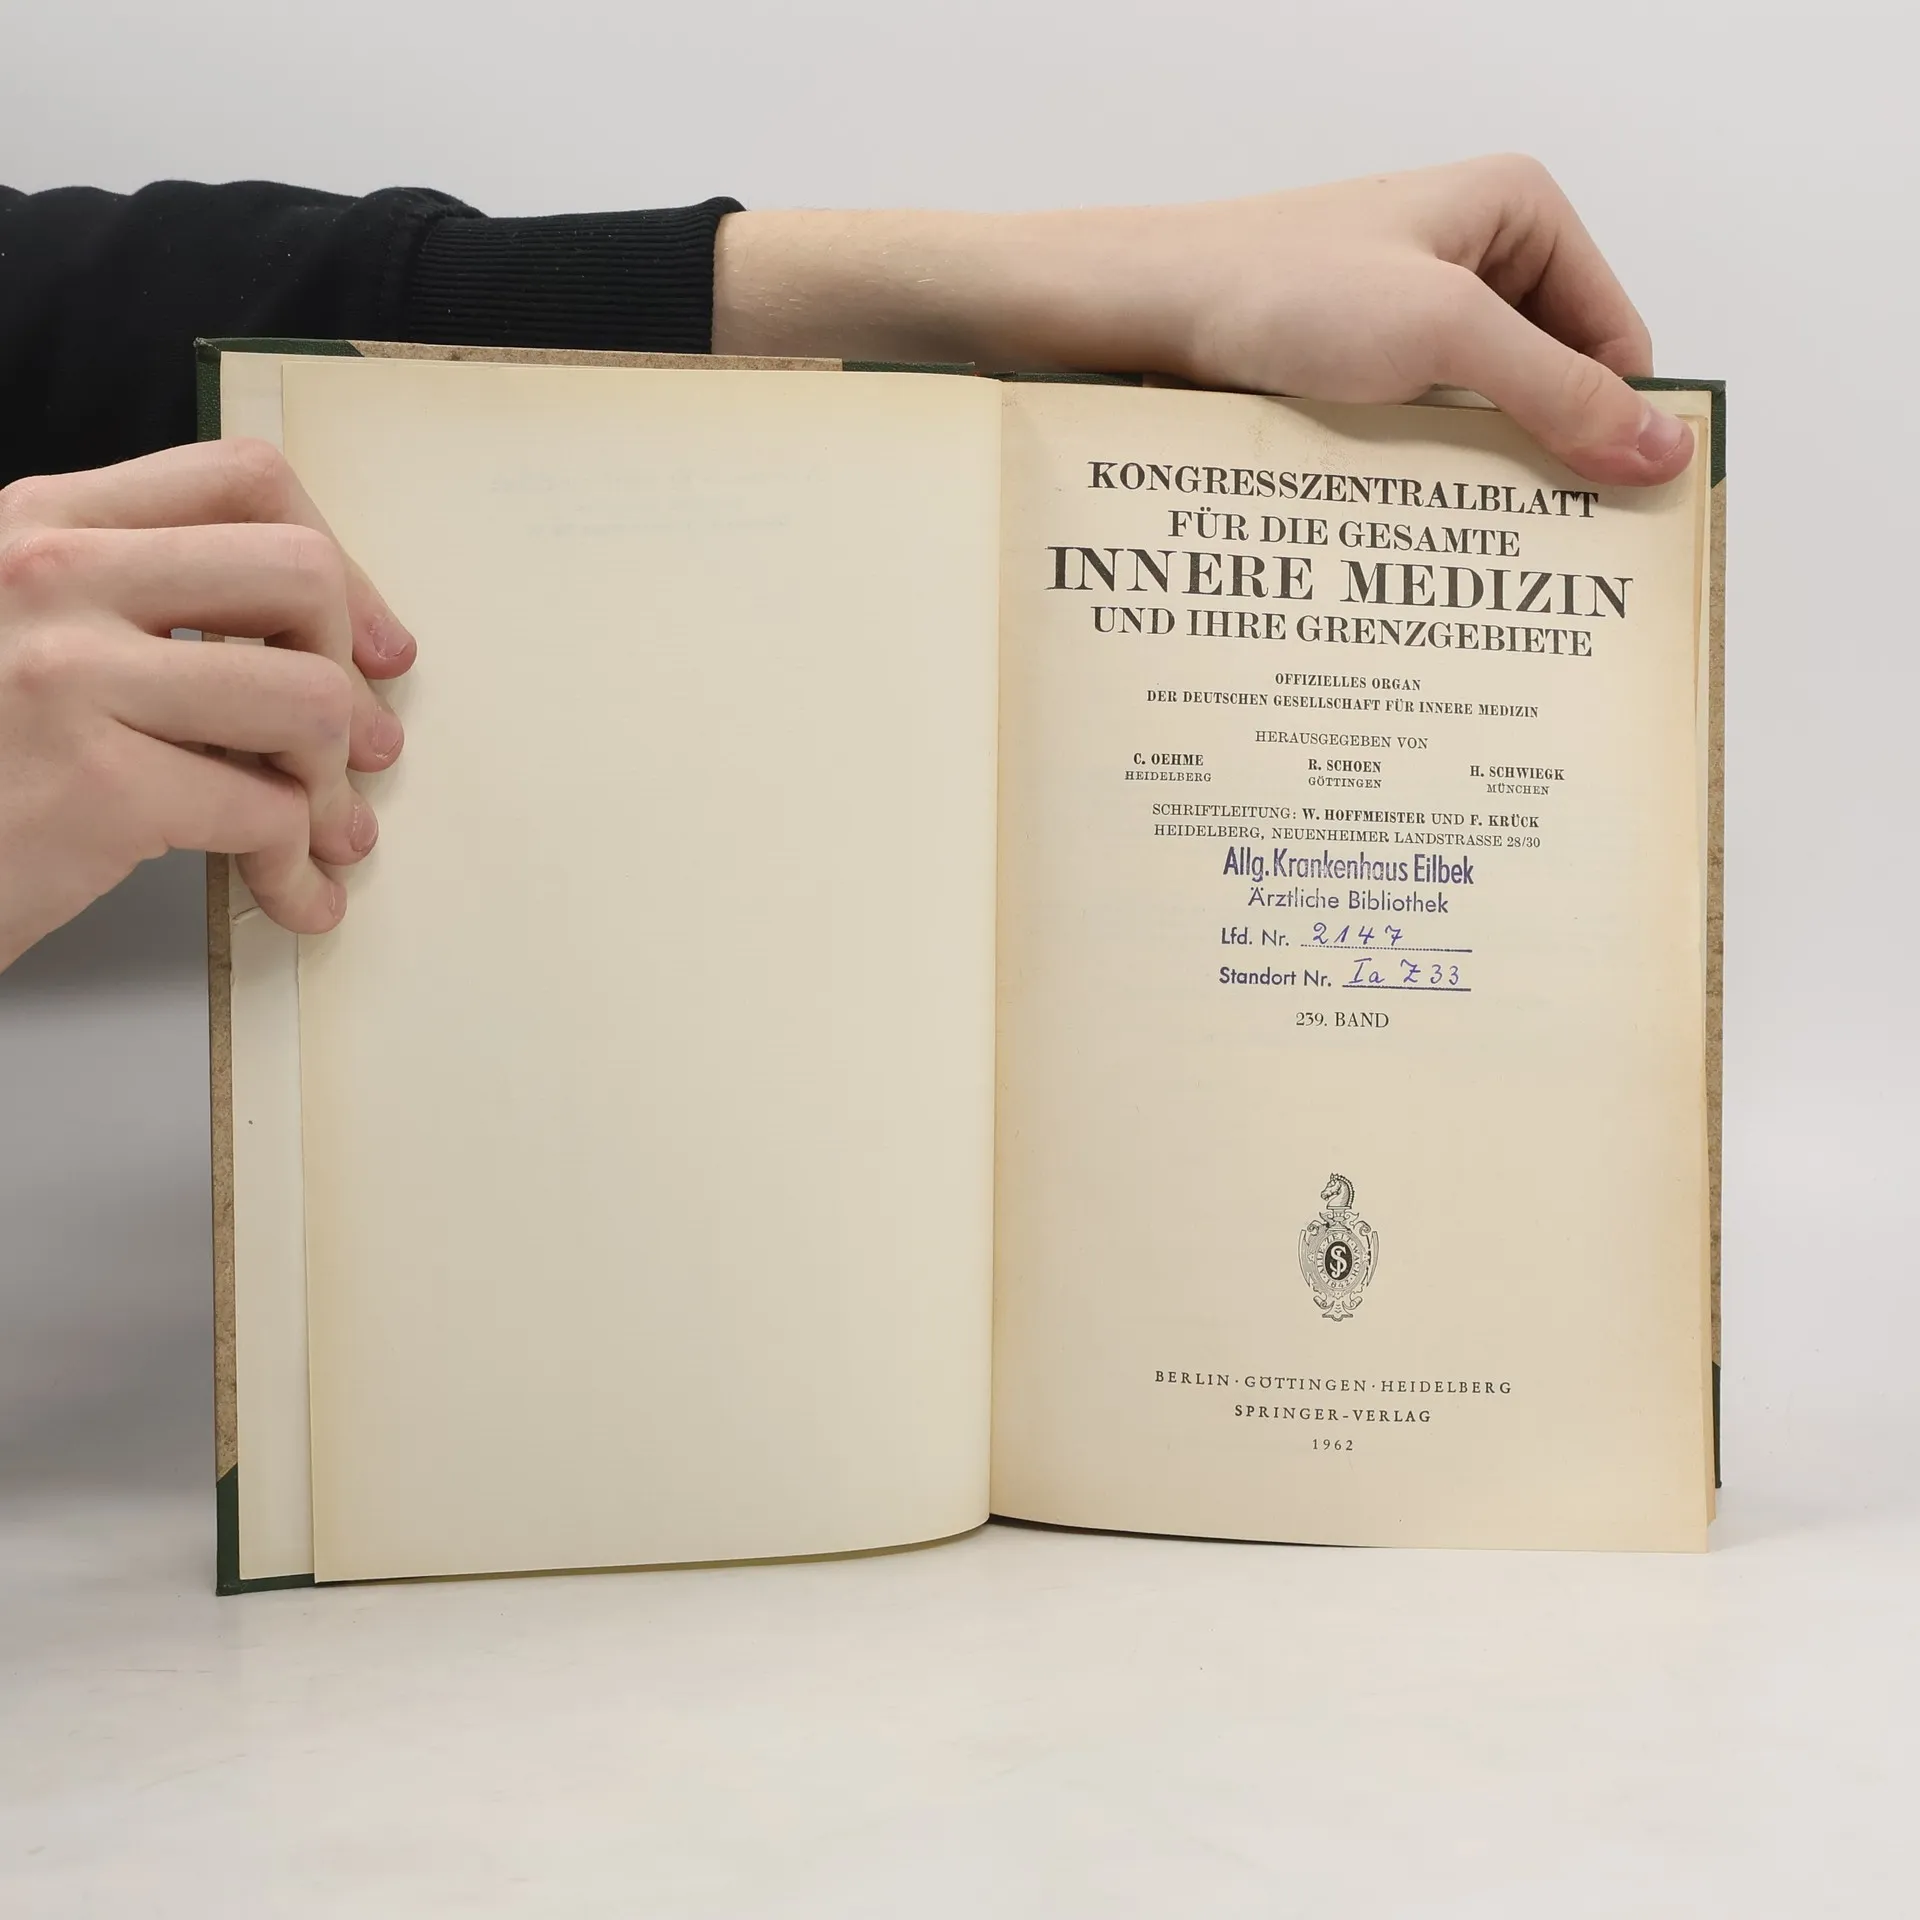 KONGRESSZENTRALBLATT
FÜR DIE GESAMTE
INNERE MEDIZIN
UND IHRE GRENZGEBIETE
OFFIZIELLES ORGAN
DER DEUTSCHEN GESELLSCHAFT FÜR INNERE MEDIZIN
HERAUSGEGEBEN VON
C. OEHME R. SCHOEN H. SCHWIEGK
HEIDELBERG GÖTTINGEN MÜNCHEN
SCHRIFTLEITUNG: W. HOFFMEISTER UND F. KRÜCK
HEIDELBERG, NEUENHEIMER LANDSTRASSE 28/30
Allg. Krankenhaus Eilbek
Ärztliche Bibliothek
Lfd. Nr. 2147
Standort Nr. Ia Z 33
239. BAND
1842
BERLIN · GÖTTINGEN · HEIDELBERG
SPRINGER-VERLAG
1962